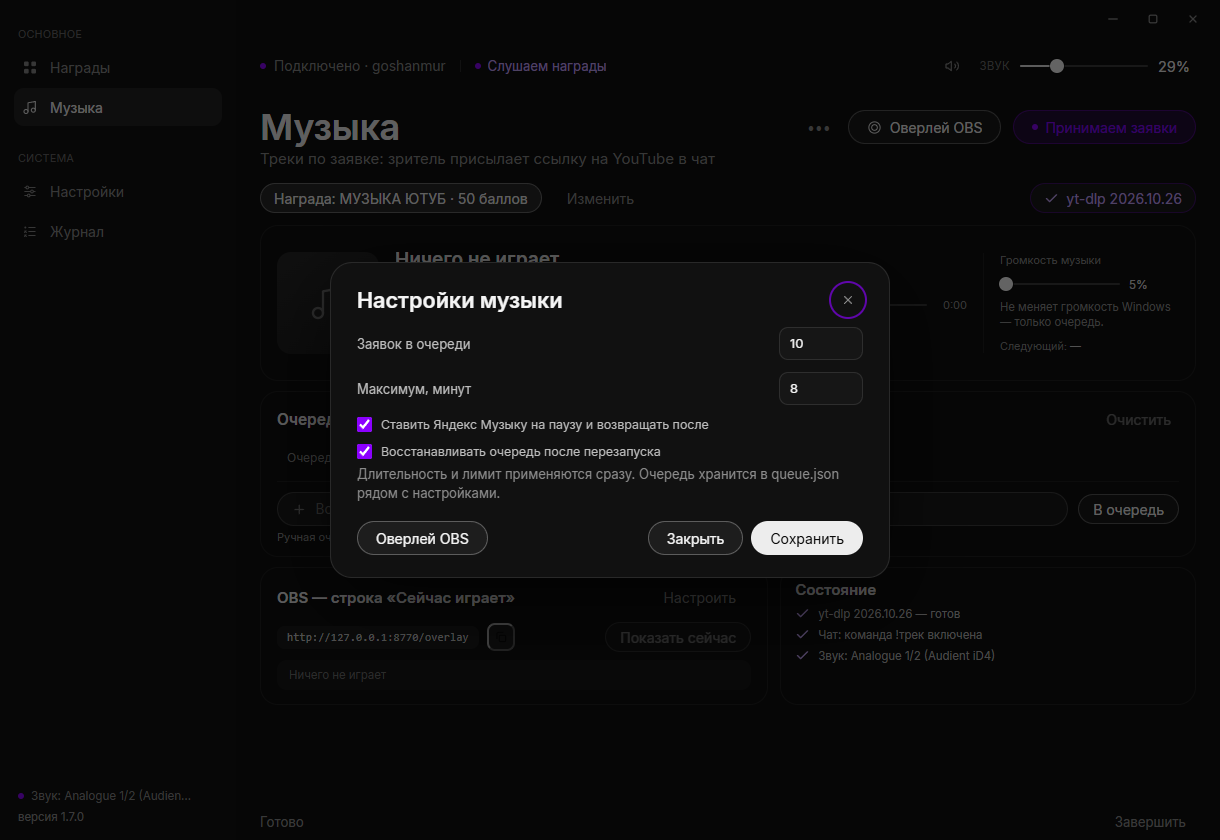 ОСНОВНОЕ
Награды
Музыка
СИСТЕМА
Настройки
Журнал
Подключено · goshanmur
Слушаем награды
ЗВУК
29%
Музыка
Оверлей OBS
Принимаем заявки
Треки по заявке: зритель присылает ссылку на YouTube в чат
Награда: МУЗЫКА ЮТУБ · 50 баллов
Изменить
yt-dlp 2026.10.26
Ничего не играет
0:00
Громкость музыки
5%
Не меняет громкость Windows
— только очередь.
Следующий: —
Настройки музыки
Заявок в очереди
10
Максимум, минут
8
Ставить Яндекс Музыку на паузу и возвращать после
Восстанавливать очередь после перезапуска
Длительность и лимит применяются сразу. Очередь хранится в queue.json
рядом с настройками.
Оверлей OBS
Закрыть
Сохранить
Очистить
В очередь
Ручная
OBS — строка «Сейчас играет»
Настроить
http://127.0.0.1:8770/overlay
Показать сейчас
Ничего не играет
Состояние
yt-dlp 2026.10.26 — готов
Чат: команда !трек включена
Звук: Analogue 1/2 (Audient iD4)
Звук: Analogue 1/2 (Audien...
версия 1.7.0
Готово
Завершить